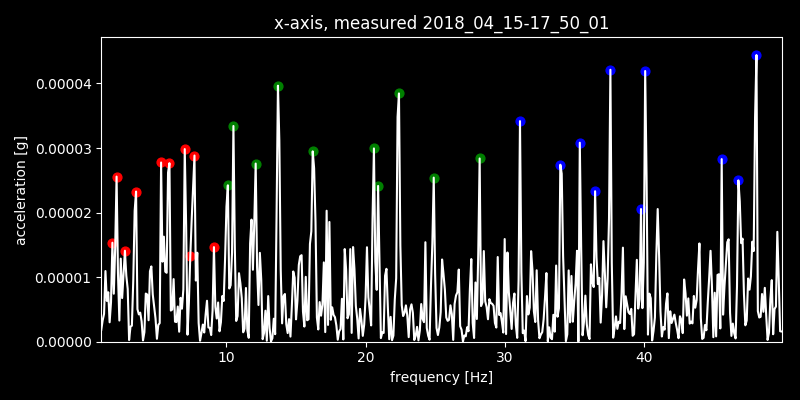 x-axis, measured 2018_04_15-17_50_01
0.00004
0.00003
0.00002
0.00001
0.00000
acceleration [g]
10 20 30 40
frequency [Hz]